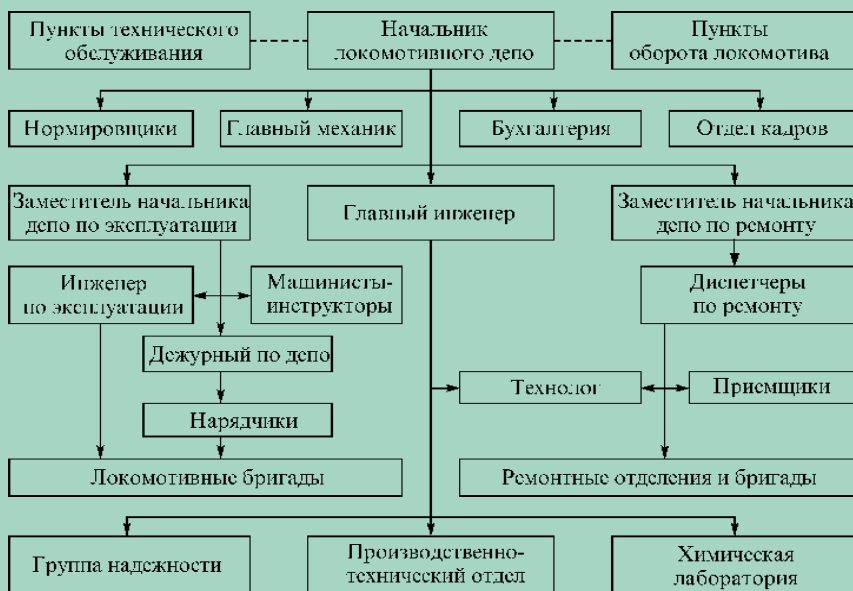 Пункты технического
обслуживания
Начальник
локомотивного депо
Пункты
оборота локомотива
Нормировщики
Главный механик
Бухгалтерия
Отдел кадров
Заместитель начальника
депо по эксплуатации
Главный инженер
Заместитель начальника
депо по ремонту
Инженер
по эксплуатации
Машинисты-
инструкторы
Диспетчеры
по ремонту
Дежурный по депо
Технолог
Приемщики
Нарядчики
Локомотивные бригады
Ремонтные отделения и бригады
Группа надежности
Производственно-
технический отдел
Химическая
лаборатория